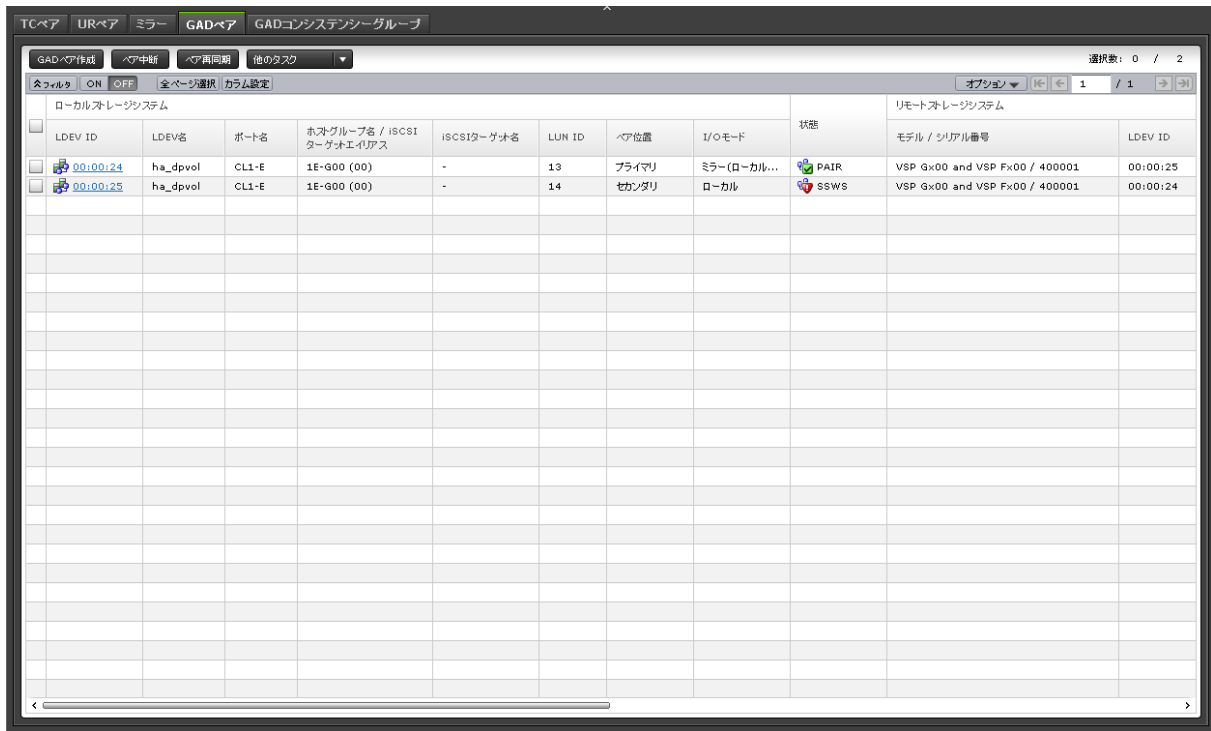 TCペア URペア ミラー GADペア GADコンシステンシーグループ
GADペア作成 ペア中断 ペア再同期 他のタスク 選択数: 0 / 2
フィルタ ON OFF 全ページ選択 カラム設定 オプション 1 / 1
ローカルストレージシステム 状態 リモートストレージシステム
LDEV ID LDEV名 ポート名 ホストグループ名 / iSCSIターゲットエイリアス iSCSIターゲット名 LUN ID ペア位置 I/Oモード モデル / シリアル番号 LDEV ID
00:00:24 ha_dpvol CL1-E 1E-G00 (00) - 13 プライマリ ミラー(ローカル... PAIR VSP Gx00 and VSP Fx00 / 400001 00:00:25
00:00:25 ha_dpvol CL1-E 1E-G00 (00) - 14 セカンダリ ローカル SSWS VSP Gx00 and VSP Fx00 / 400001 00:00:24